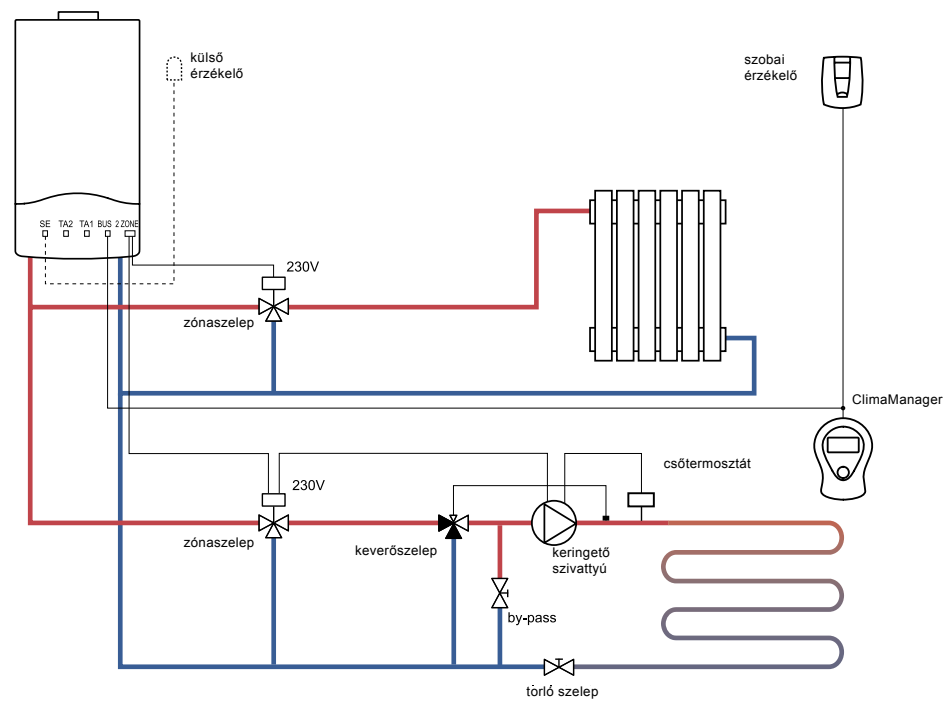 külső
érzékelő
szobai
érzékelő
SE TA2 TA1 BUS 2 ZONE
230V
zónaszelep
ClimaManager
csőtermosztát
230V
zónaszelep
keverőszelep
keringető
szivattyú
by-pass
törló szelep